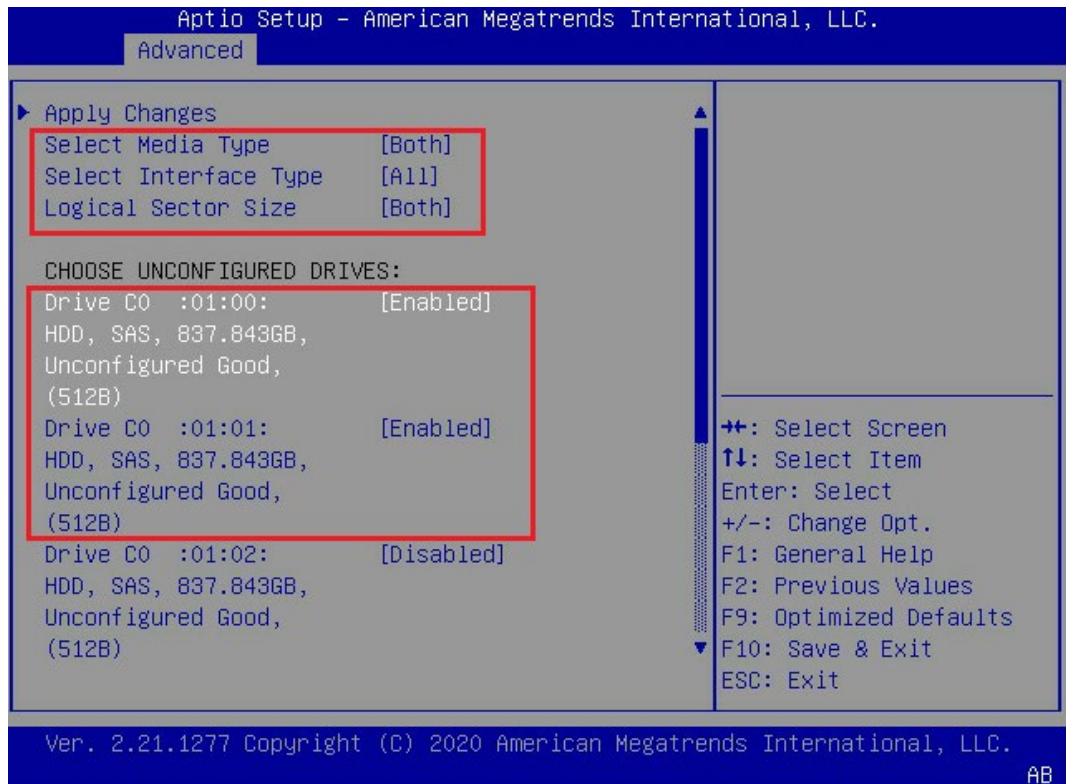 Aptio Setup – American Megatrends International, LLC.
Advanced
Apply Changes
Select Media Type [Both]
Select Interface Type [All]
Logical Sector Size [Both]
CHOOSE UNCONFIGURED DRIVES:
Drive C0 :01:00: [Enabled]
HDD, SAS, 837.843GB,
Unconfigured Good,
(512B)
Drive C0 :01:01: [Enabled]
HDD, SAS, 837.843GB,
Unconfigured Good,
(512B)
Drive C0 :01:02: [Disabled]
HDD, SAS, 837.843GB,
Unconfigured Good,
(512B)
→←: Select Screen
↑↓: Select Item
Enter: Select
+/-: Change Opt.
F1: General Help
F2: Previous Values
F9: Optimized Defaults
F10: Save & Exit
ESC: Exit
Ver. 2.21.1277 Copyright (C) 2020 American Megatrends International, LLC.
AB